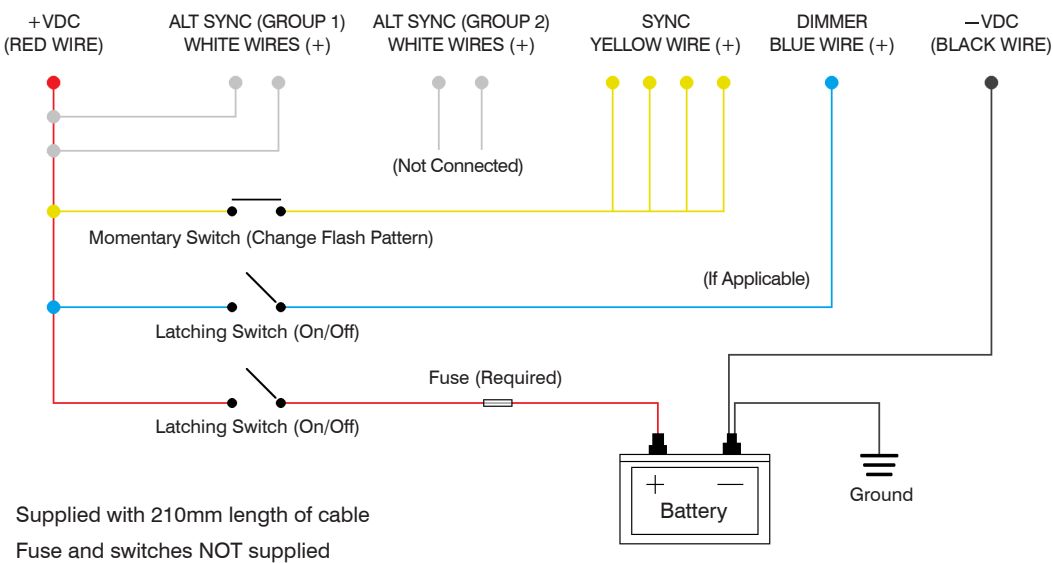 +VDC
(RED WIRE)
ALT SYNC (GROUP 1)
WHITE WIRES (+)
ALT SYNC (GROUP 2)
WHITE WIRES (+)
SYNC
YELLOW WIRE (+)
DIMMER
BLUE WIRE (+)
—VDC
(BLACK WIRE)
(Not Connected)
Momentary Switch (Change Flash Pattern)
(If Applicable)
Latching Switch (On/Off)
Fuse (Required)
Latching Switch (On/Off)
+ —
Battery
Ground
Supplied with 210mm length of cable
Fuse and switches NOT supplied